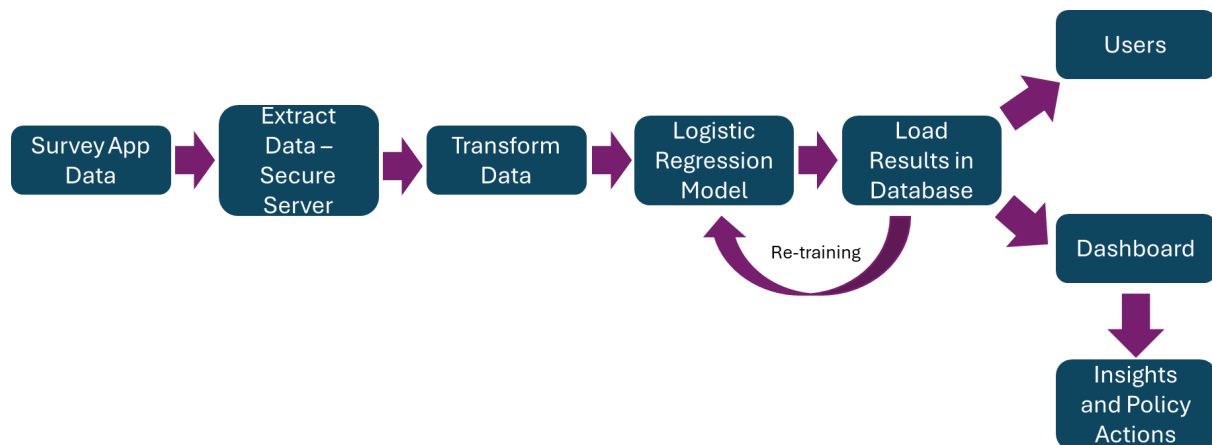 Users
Survey App
Data
Extract
Data –
Secure
Server
Transform
Data
Logistic
Regression
Model
Load
Results in
Database
Re-training
Dashboard
Insights
and Policy
Actions